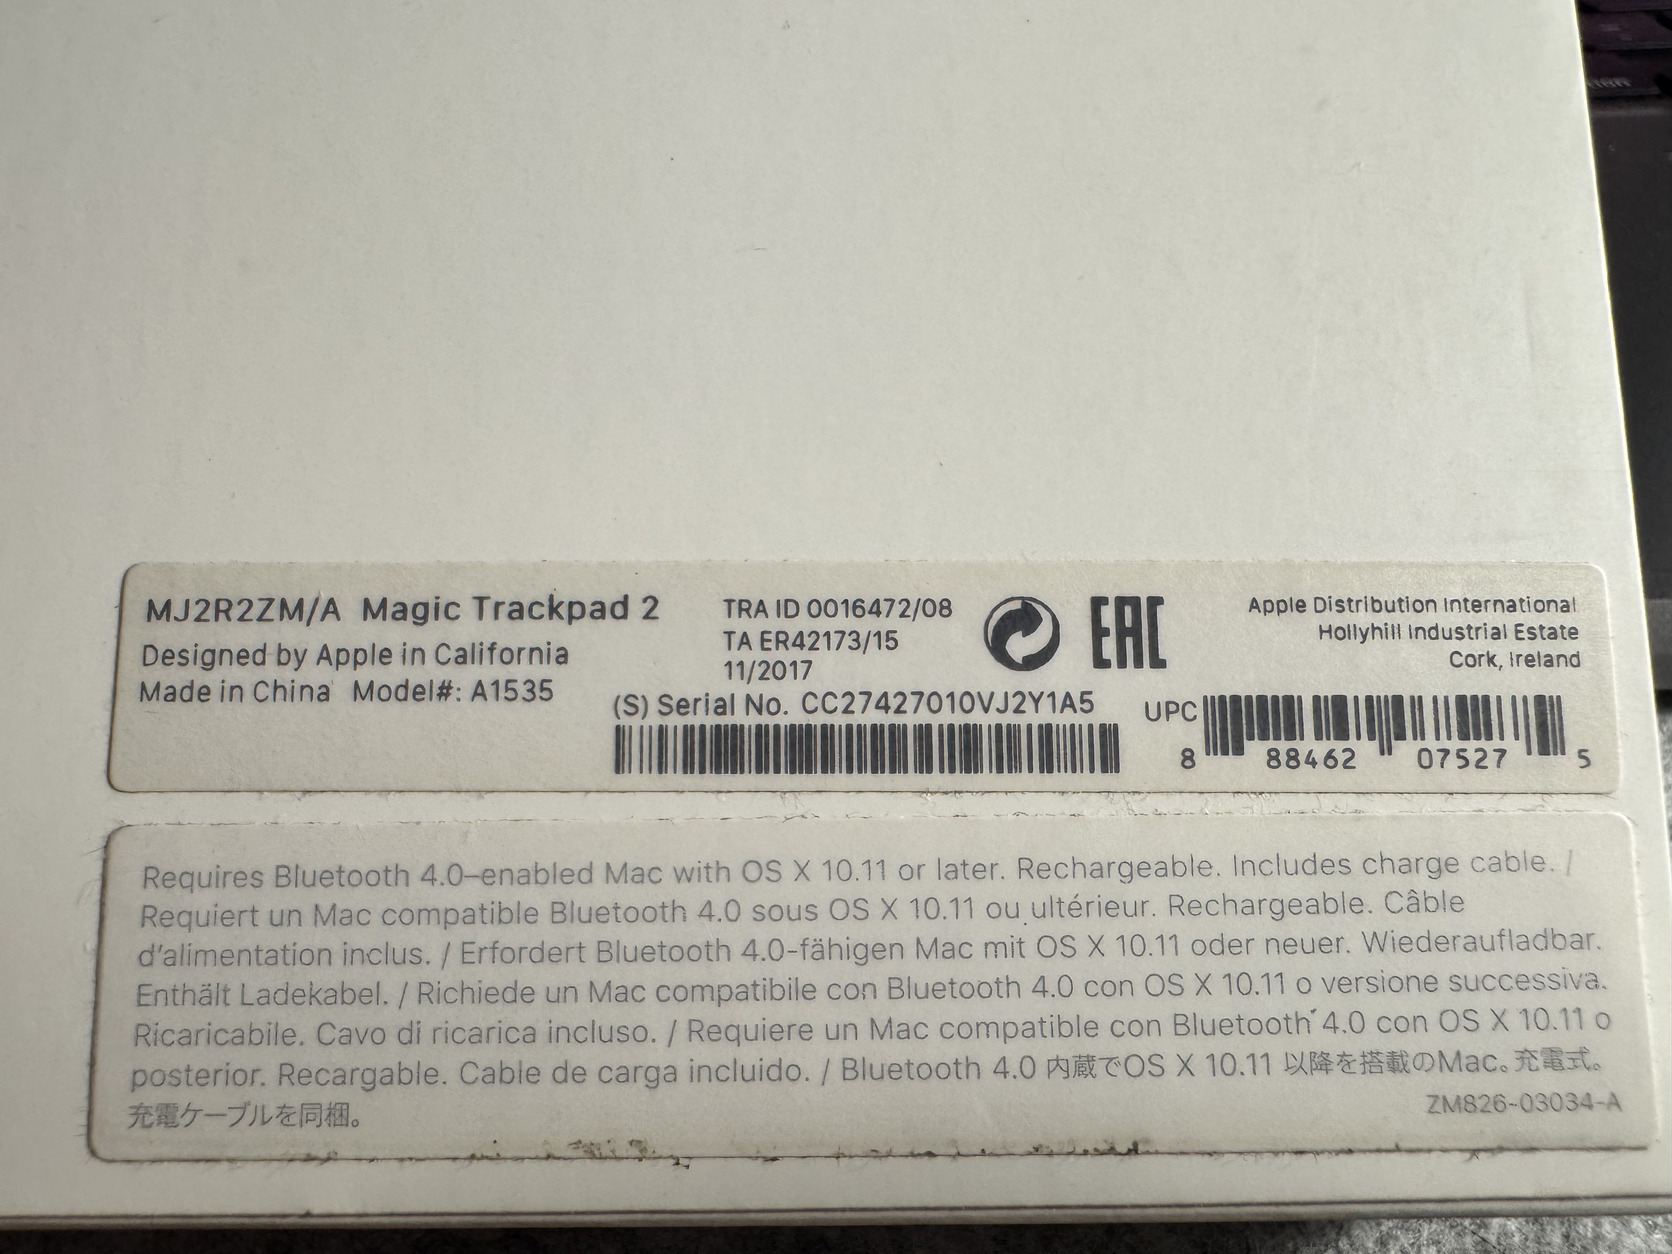 MJ2R2ZM/A Magic Trackpad 2
Designed by Apple in California
Made in China Model#: A1535
TRA ID 0016472/08
TA ER42173/15
11/2017
EAC
(S) Serial No. CC27427010VJ2Y1A5
Apple Distribution International
Hollyhill Industrial Estate
Cork, Ireland
UPC
8 88462 07527 5
Requires Bluetooth 4.0–enabled Mac with OS X 10.11 or later. Rechargeable. Includes charge cable. /
Requiert un Mac compatible Bluetooth 4.0 sous OS X 10.11 ou ultérieur. Rechargeable. Câble
d’alimentation inclus. / Erfordert Bluetooth 4.0-fähigen Mac mit OS X 10.11 oder neuer. Wiederaufladbar.
Enthält Ladekabel. / Richiede un Mac compatibile con Bluetooth 4.0 con OS X 10.11 o versione successiva.
Ricaricabile. Cavo di ricarica incluso. / Requiere un Mac compatible con Bluetooth 4.0 con OS X 10.11 o
posterior. Recargable. Cable de carga incluido. / Bluetooth 4.0 内蔵でOS X 10.11 以降を搭載のMac。充電式。
充電ケーブルを同梱。
ZM826-03034-A